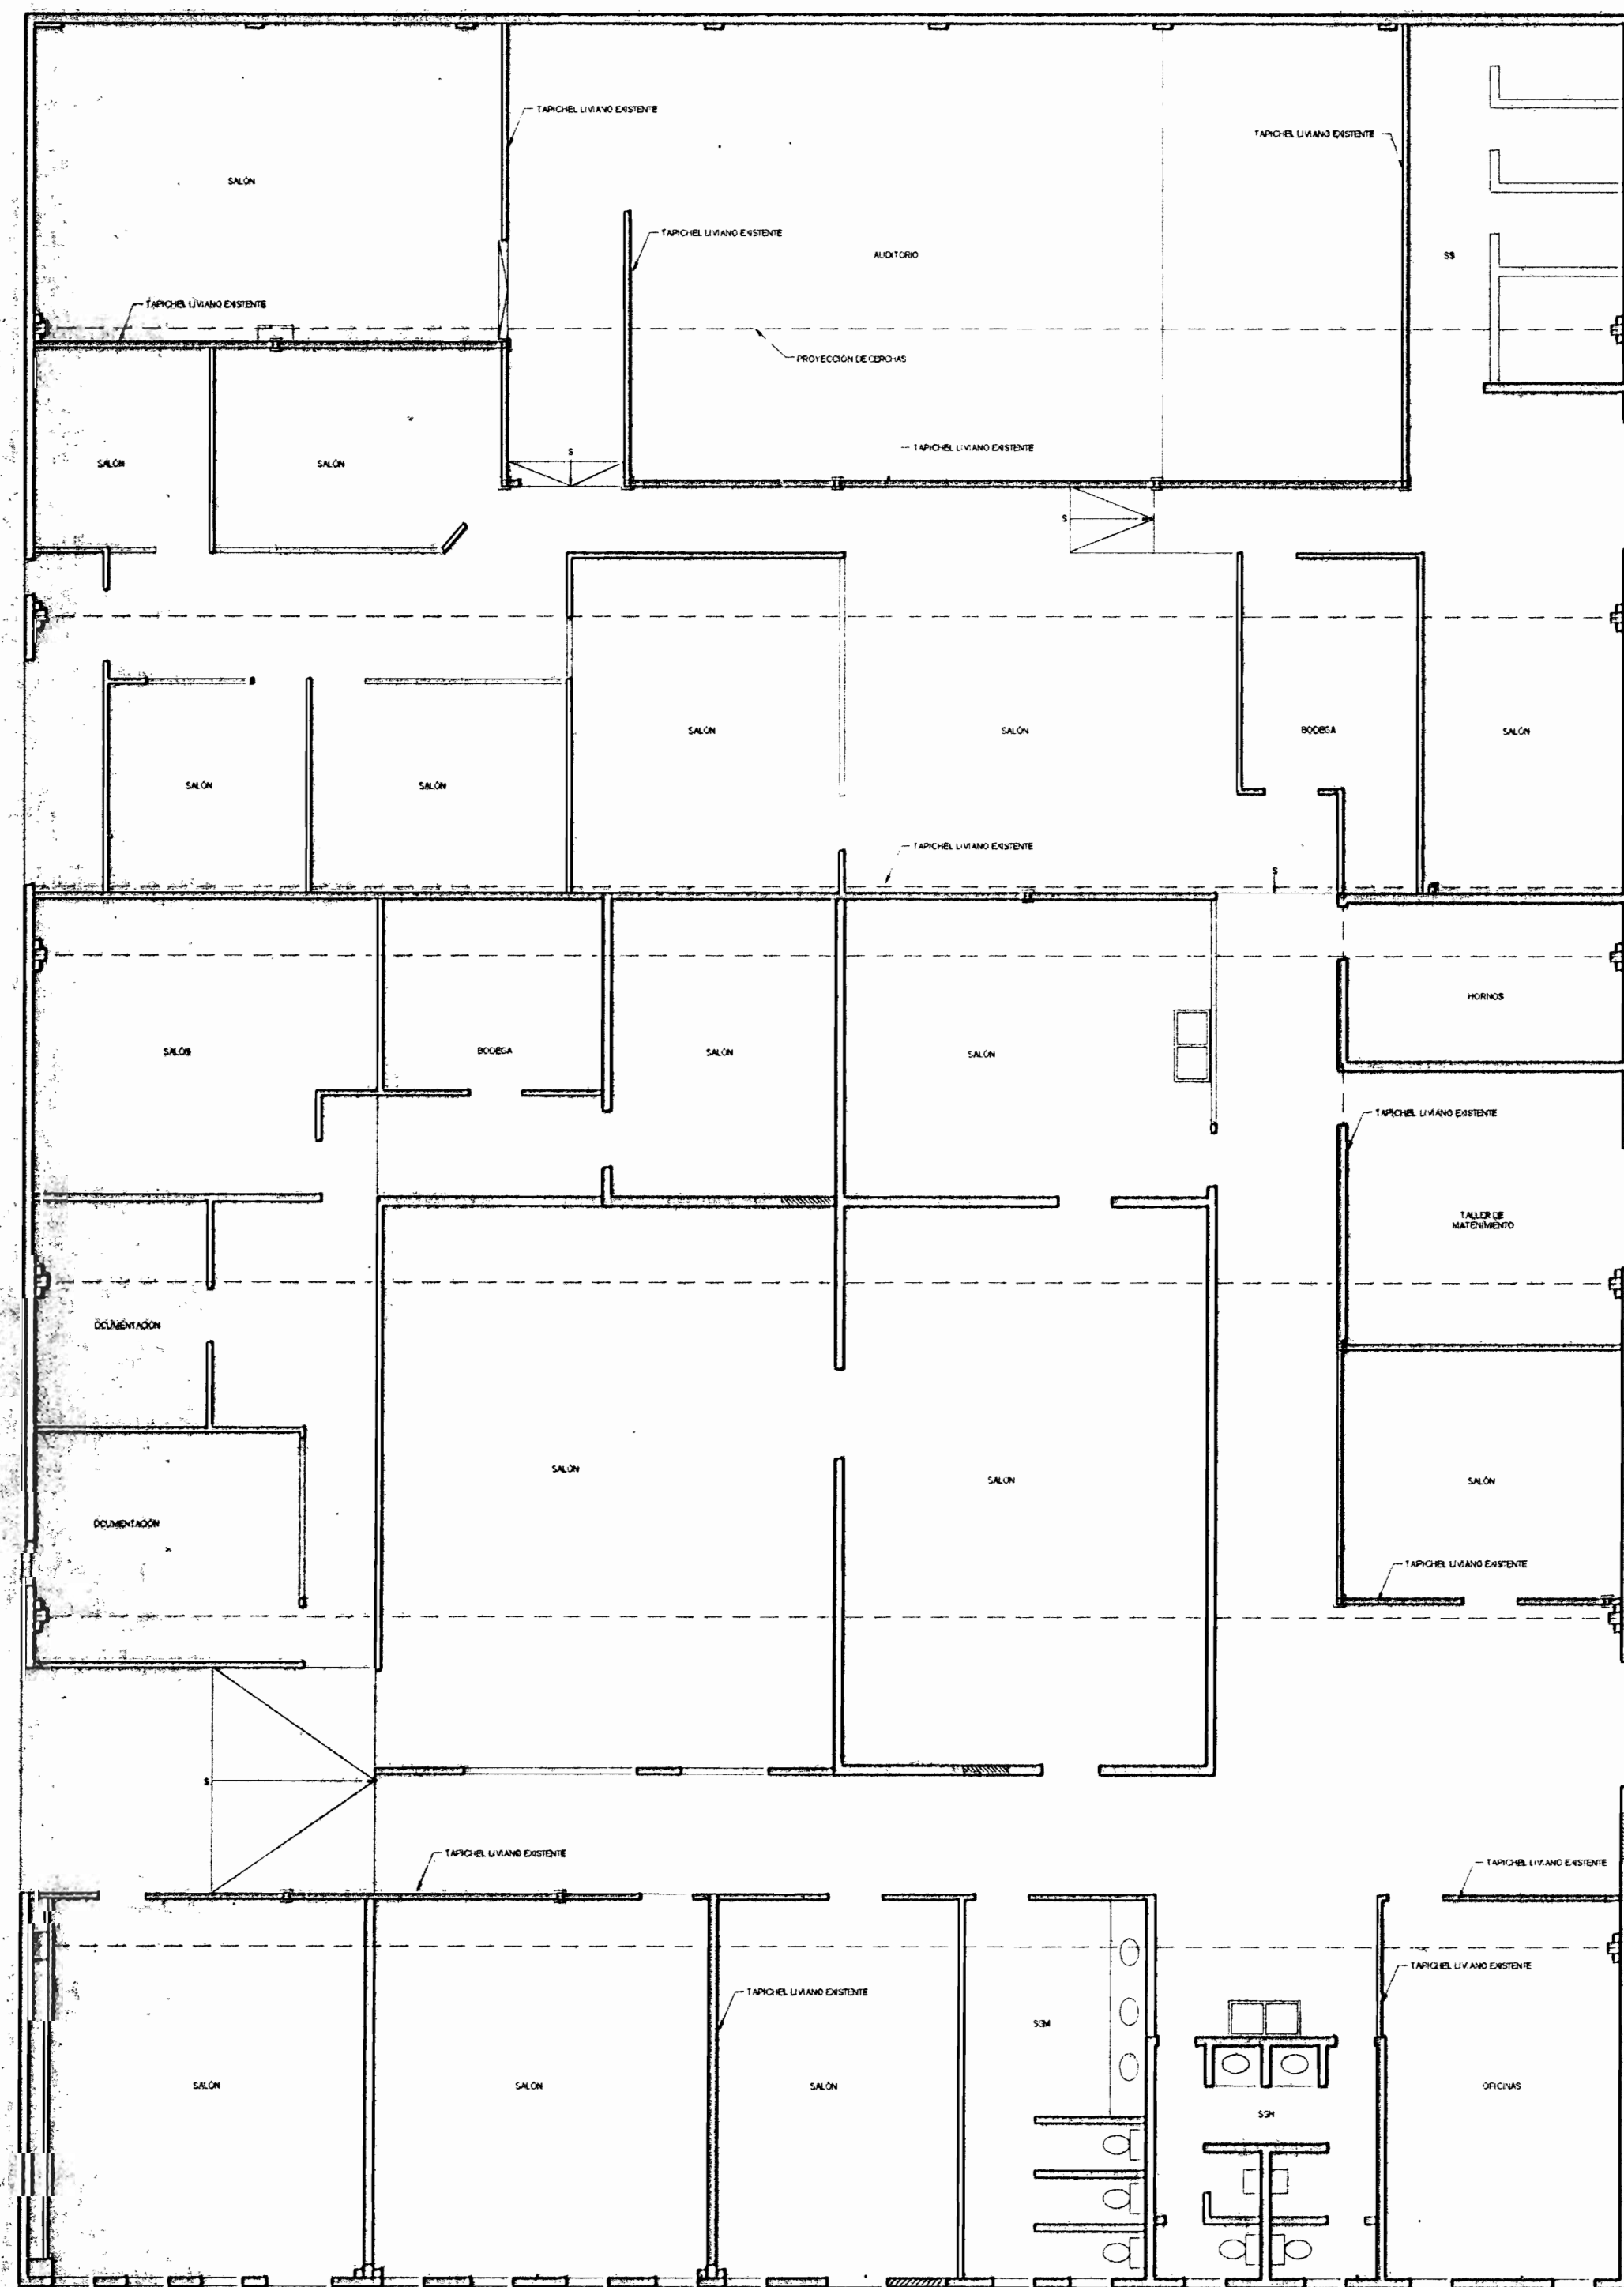 TAPICHEL LIVIANO EXISTENTE
TAPICHEL LIVIANO EXISTENTE
SALÓN
TAPICHEL LIVIANO EXISTENTE
AUDITORIO
SS
TAPICHEL LIVIANO EXISTENTE
PROYECCIÓN DE CERCHAS
TAPICHEL LIVIANO EXISTENTE
S
SALÓN
SALÓN
S
SALÓN
SALÓN
BODEGA
SALÓN
SALÓN
SALÓN
TAPICHEL LIVIANO EXISTENTE
S
HORNOS
SALÓN
BODEGA
SALÓN
SALÓN
TAPICHEL LIVIANO EXISTENTE
TALLER DE
MATENIMIENTO
DCUMENTACIÓN
SALÓN
SALÓN
SALÓN
DCUMENTACIÓN
TAPICHEL LIVIANO EXISTENTE
S
TAPICHEL LIVIANO EXISTENTE
TAPICHEL LIVIANO EXISTENTE
TAPICHEL LIVIANO EXISTENTE
TAPICHEL LIVIANO EXISTENTE
SSM
SALÓN
SALÓN
SALÓN
OFICINAS
SSH